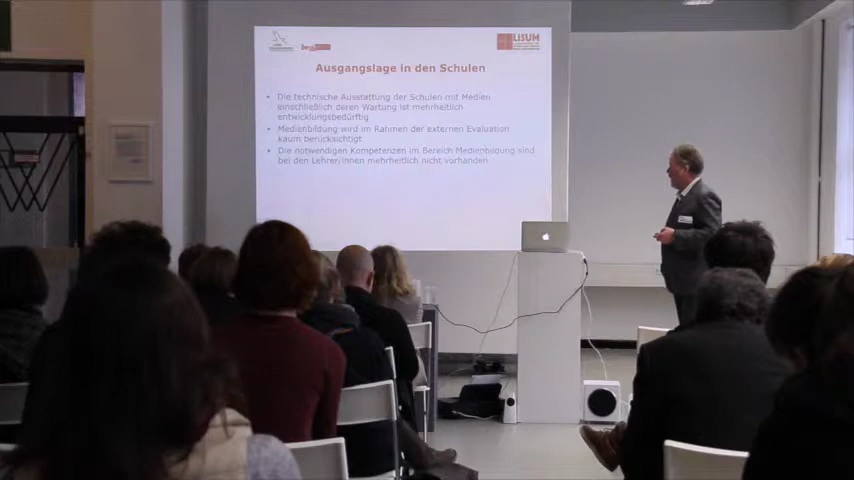 LISUM
Ausgangslage in den Schulen
• Die technische Ausstattung der Schulen mit Medien
einschließlich deren Wartung ist mehrheitlich
entwicklungsbedürftig
• Medienbildung wird im Rahmen der externen Evaluation
kaum berücksichtigt
• Die notwendigen Kompetenzen im Bereich Medienbildung sind
bei den Lehrer/innen mehrheitlich nicht vorhanden